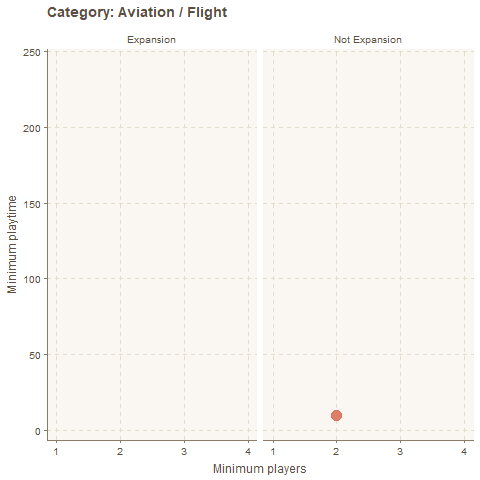 Category: Aviation / Flight
Expansion
Not Expansion
250
200
150
100
50
0
Minimum playtime
1 2 3 4 1 2 3 4
Minimum players